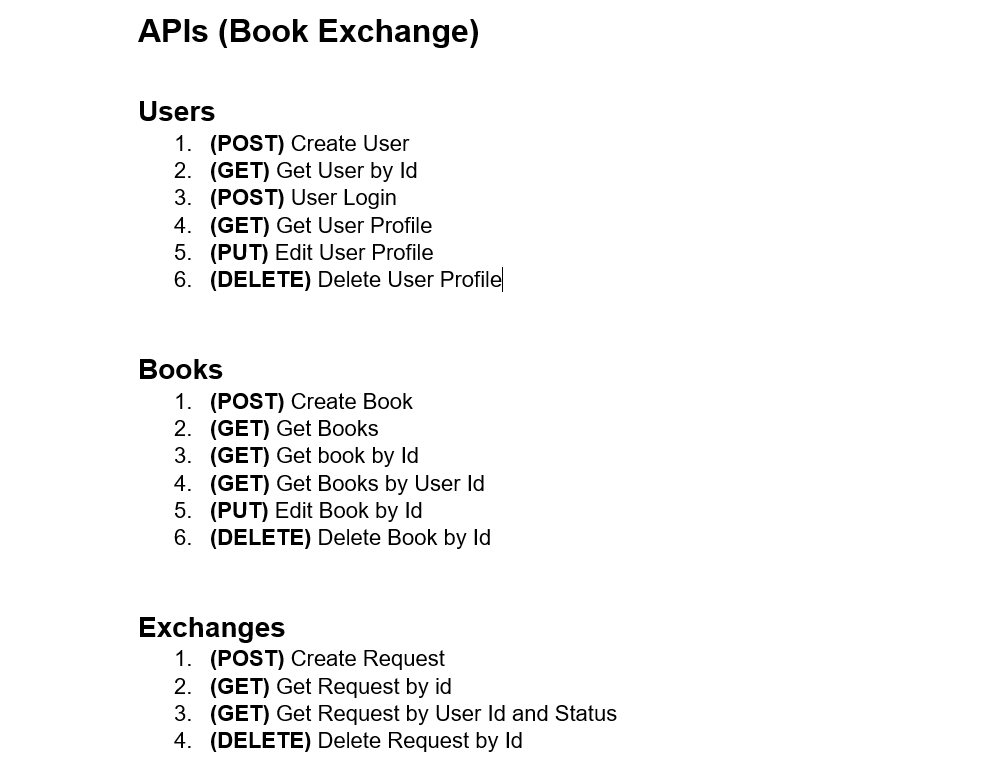 APIs (Book Exchange)
Users
1. (POST) Create User
2. (GET) Get User by Id
3. (POST) User Login
4. (GET) Get User Profile
5. (PUT) Edit User Profile
6. (DELETE) Delete User Profile
Books
1. (POST) Create Book
2. (GET) Get Books
3. (GET) Get book by Id
4. (GET) Get Books by User Id
5. (PUT) Edit Book by Id
6. (DELETE) Delete Book by Id
Exchanges
1. (POST) Create Request
2. (GET) Get Request by id
3. (GET) Get Request by User Id and Status
4. (DELETE) Delete Request by Id